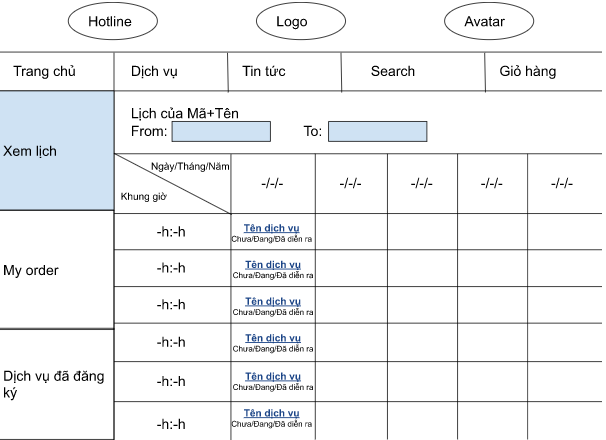 Hotline
Logo
Avatar
Trang chủ
Dịch vụ
Tin tức
Search
Giỏ hàng
Xem lịch
My order
Dịch vụ đã đăng
ký
Lịch của Mã+Tên
From:
To:
Ngày/Tháng/Năm
Khung giờ
-/-/-
-/-/-
-/-/-
-/-/-
-/-/-
-h:-h
Tên dịch vụ
Chưa/Đang/Đã diễn ra
-h:-h
Tên dịch vụ
Chưa/Đang/Đã diễn ra
-h:-h
Tên dịch vụ
Chưa/Đang/Đã diễn ra
-h:-h
Tên dịch vụ
Chưa/Đang/Đã diễn ra
-h:-h
Tên dịch vụ
Chưa/Đang/Đã diễn ra
-h:-h
Tên dịch vụ
Chưa/Đang/Đã diễn ra